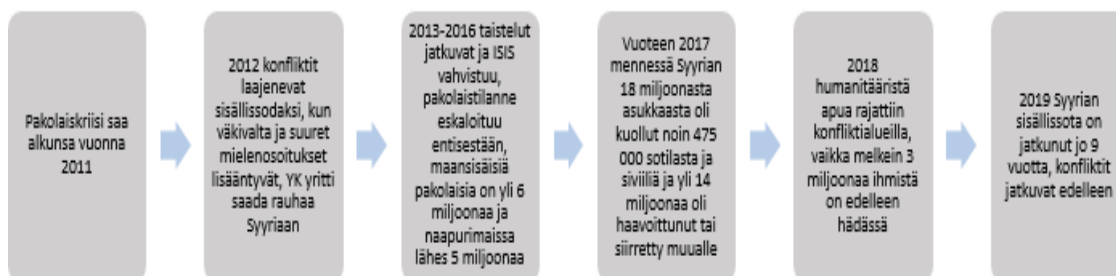 Pakolaiskriisi saa
alkunsa vuonna
2011
2012 konfliktit
laajenevat
sisällissodaksi, kun
väkivalta ja suuret
mielenosoitukset
lisääntyvät, YK yritti
saada rauhaa
Syyriaan
2013-2016 taistelut
jatkuvat ja ISIS
vahvistuu,
pakolaistilanne
eskaloituu
entisestään,
maansisäisiä
pakolaisia on yli 6
miljoonaa ja
naapurimaissa
lähes 5 miljoonaa
Vuoteen 2017
mennessä Syyrian
18 miljoonasta
asukkaasta oli
kuollut noin 475
000 sotilasta ja
siviiliä ja yli 14
miljoonaa oli
haavoittunut tai
siirretty muualle
2018
humanitääristä
apua rajattiin
konfliktialueilla,
vaikka melkein 3
miljoonaa ihmistä
on edelleen
hädässä
2019 Syyrian
sisällissota on
jatkunut jo 9
vuotta, konfliktit
jatkuvat edelleen